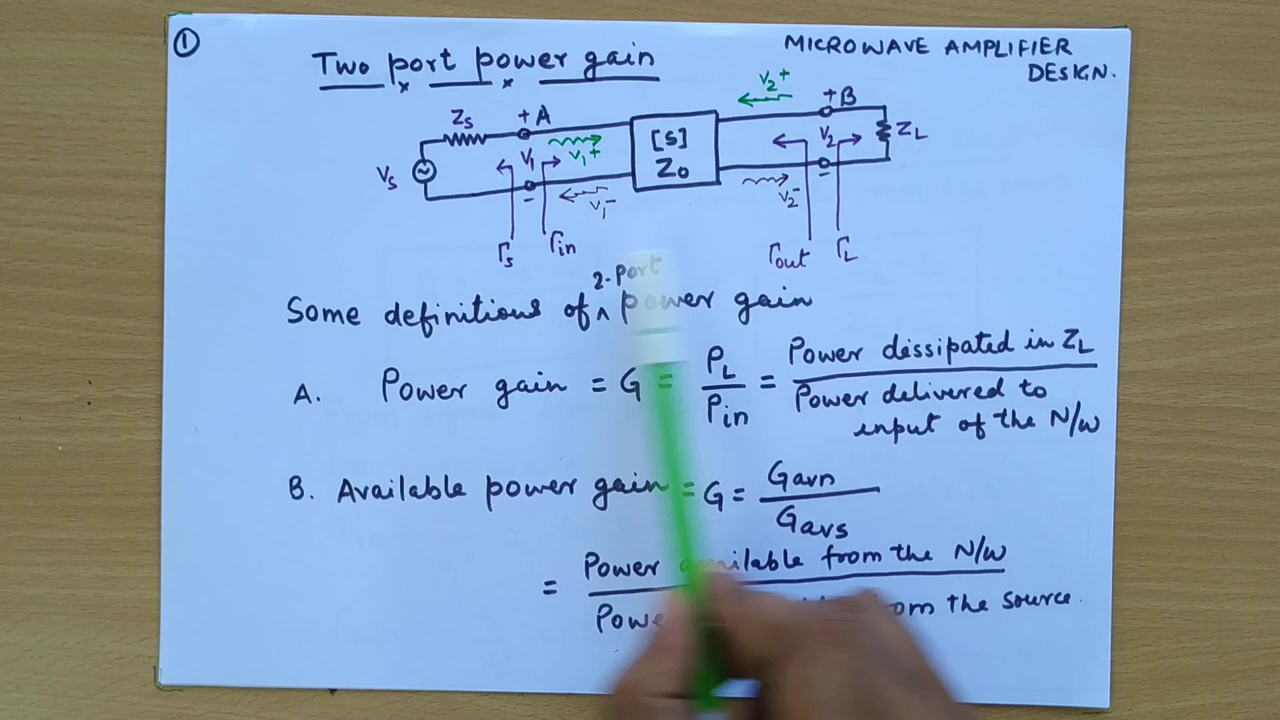 ①
Two port power gain
MICROWAVE AMPLIFIER
DESIGN.
Zs
+ A
V2+
+ B
Vs
V1
V1+
[S]
Z0
V2
ZL
-
V1-
V2-
-
Γs
Γin
Γout
ΓL
2-port
Some definitions of ^ power gain
A. Power gain = G = PL/Pin = Power dissipated in ZL
Power delivered to
input of the N/W
B. Available power gain = G = Gavn/Gavs
= Power available from the N/W
from the source.